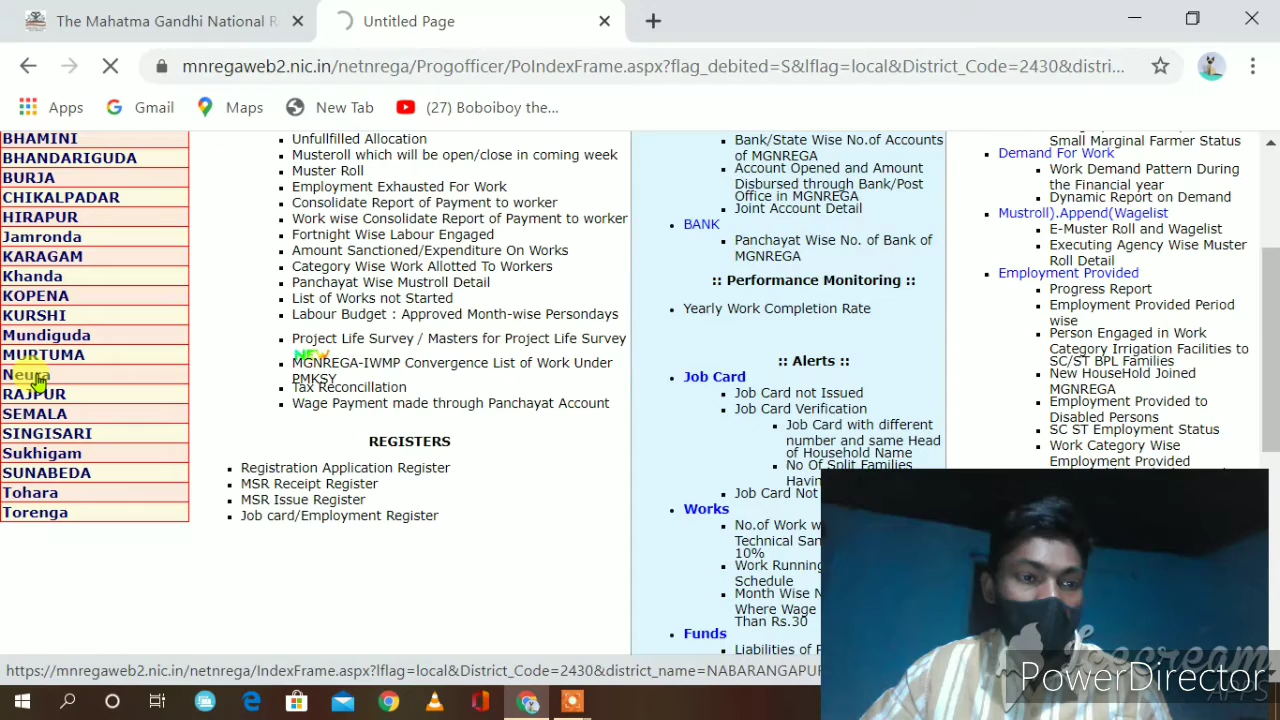 The Mahatma Gandhi National R
Untitled Page
mnregaweb2.nic.in/netnrega/Progofficer/PoIndexFrame.aspx?flag_debited=S&lflag=local&District_Code=2430&distri...
Apps
Gmail
Maps
New Tab
(27) Boboiboy the...
BHAMINI
BHANDARIGUDA
BURJA
CHIKALPADAR
HIRAPUR
Jamronda
KARAGAM
Khanda
KOPENA
KURSHI
Mundiguda
MURTUMA
Neura
RAJPUR
SEMALA
SINGISARI
Sukhigam
SUNABEDA
Tohara
Torenga
Unfullfilled Allocation
Musteroll which will be open/close in coming week
Muster Roll
Employment Exhausted For Work
Consolidate Report of Payment to worker
Work wise Consolidate Report of Payment to worker
Fortnight Wise Labour Engaged
Amount Sanctioned/Expenditure On Works
Category Wise Work Allotted To Workers
Panchayat Wise Mustroll Detail
List of Works not Started
Labour Budget : Approved Month-wise Persondays
Project Life Survey / Masters for Project Life Survey
NEW
MGNREGA-IWMP Convergence List of Work Under
PMKSY
Tax Reconcillation
Wage Payment made through Panchayat Account
REGISTERS
Registration Application Register
MSR Receipt Register
MSR Issue Register
Job card/Employment Register
Bank/State Wise No.of Accounts
of MGNREGA
Account Opened and Amount
Disbursed through Bank/Post
Office in MGNREGA
Joint Account Detail
BANK
Panchayat Wise No. of Bank of
MGNREGA
:: Performance Monitoring ::
Yearly Work Completion Rate
:: Alerts ::
Job Card
Job Card not Issued
Job Card Verification
Job Card with different
number and same Head
of Household Name
No Of Split Families
Job Card Not
Works
No.of Work
Technical
10%
Work Running
Schedule
Month Wise
Where Wage
Than Rs.30
Funds
Liabilities of
Small Marginal Farmer Status
Demand For Work
Work Demand Pattern During
the Financial year
Dynamic Report on Demand
Mustroll).Append(Wagelist
E-Muster Roll and Wagelist
Executing Agency Wise Muster
Roll Detail
Employment Provided
Progress Report
Employment Provided Period
wise
Person Engaged in Work
Category Irrigation Facilities to
SC/ST BPL Families
New HouseHold Joined
MGNREGA
Employment Provided to
Disabled Persons
SC ST Employment Status
Work Category Wise
Employment Provided
https://mnregaweb2.nic.in/netnrega/IndexFrame.aspx?lflag=local&District_Code=2430&district_name=NABARANGAPUR
Icecream
APPS
PowerDirector